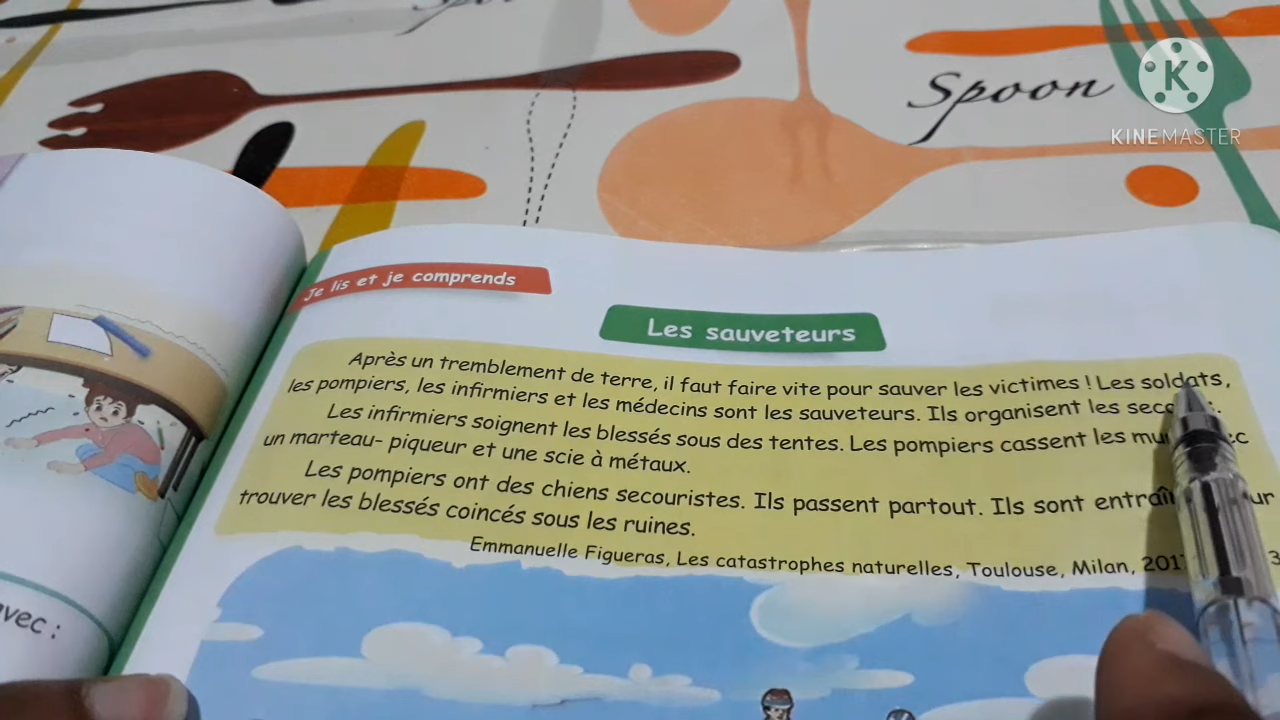 Spoon
KINEMASTER
Je lis et je comprends
Les sauveteurs
Après un tremblement de terre, il faut faire vite pour sauver les victimes ! Les soldats,
les pompiers, les infirmiers et les médecins sont les sauveteurs. Ils organisent les
Les infirmiers soignent les blessés sous des tentes. Les pompiers cassent les
un marteau- piqueur et une scie à métaux.
Les pompiers ont des chiens secouristes. Ils passent partout. Ils sont
trouver les blessés coincés sous les ruines.
Emmanuelle Figueras, Les catastrophes naturelles, Toulouse, Milan,
avec :